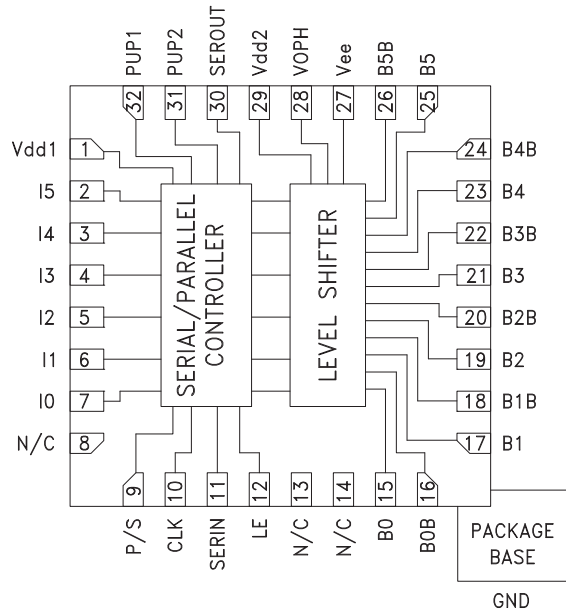 PUP1
PUP2
SEROUT
Vdd2
VOPH
Vee
B5B
B5
32
31
30
29
28
27
26
25
Vdd1
1
24
B4B
I5
2
23
B4
I4
3
22
B3B
I3
4
21
B3
I2
5
20
B2B
I1
6
19
B2
I0
7
18
B1B
N/C
8
17
B1
SERIAL/PARALLEL
CONTROLLER
LEVEL SHIFTER
9
10
11
12
13
14
15
16
P/S
CLK
SERIN
LE
N/C
N/C
B0
B0B
PACKAGE
BASE
GND